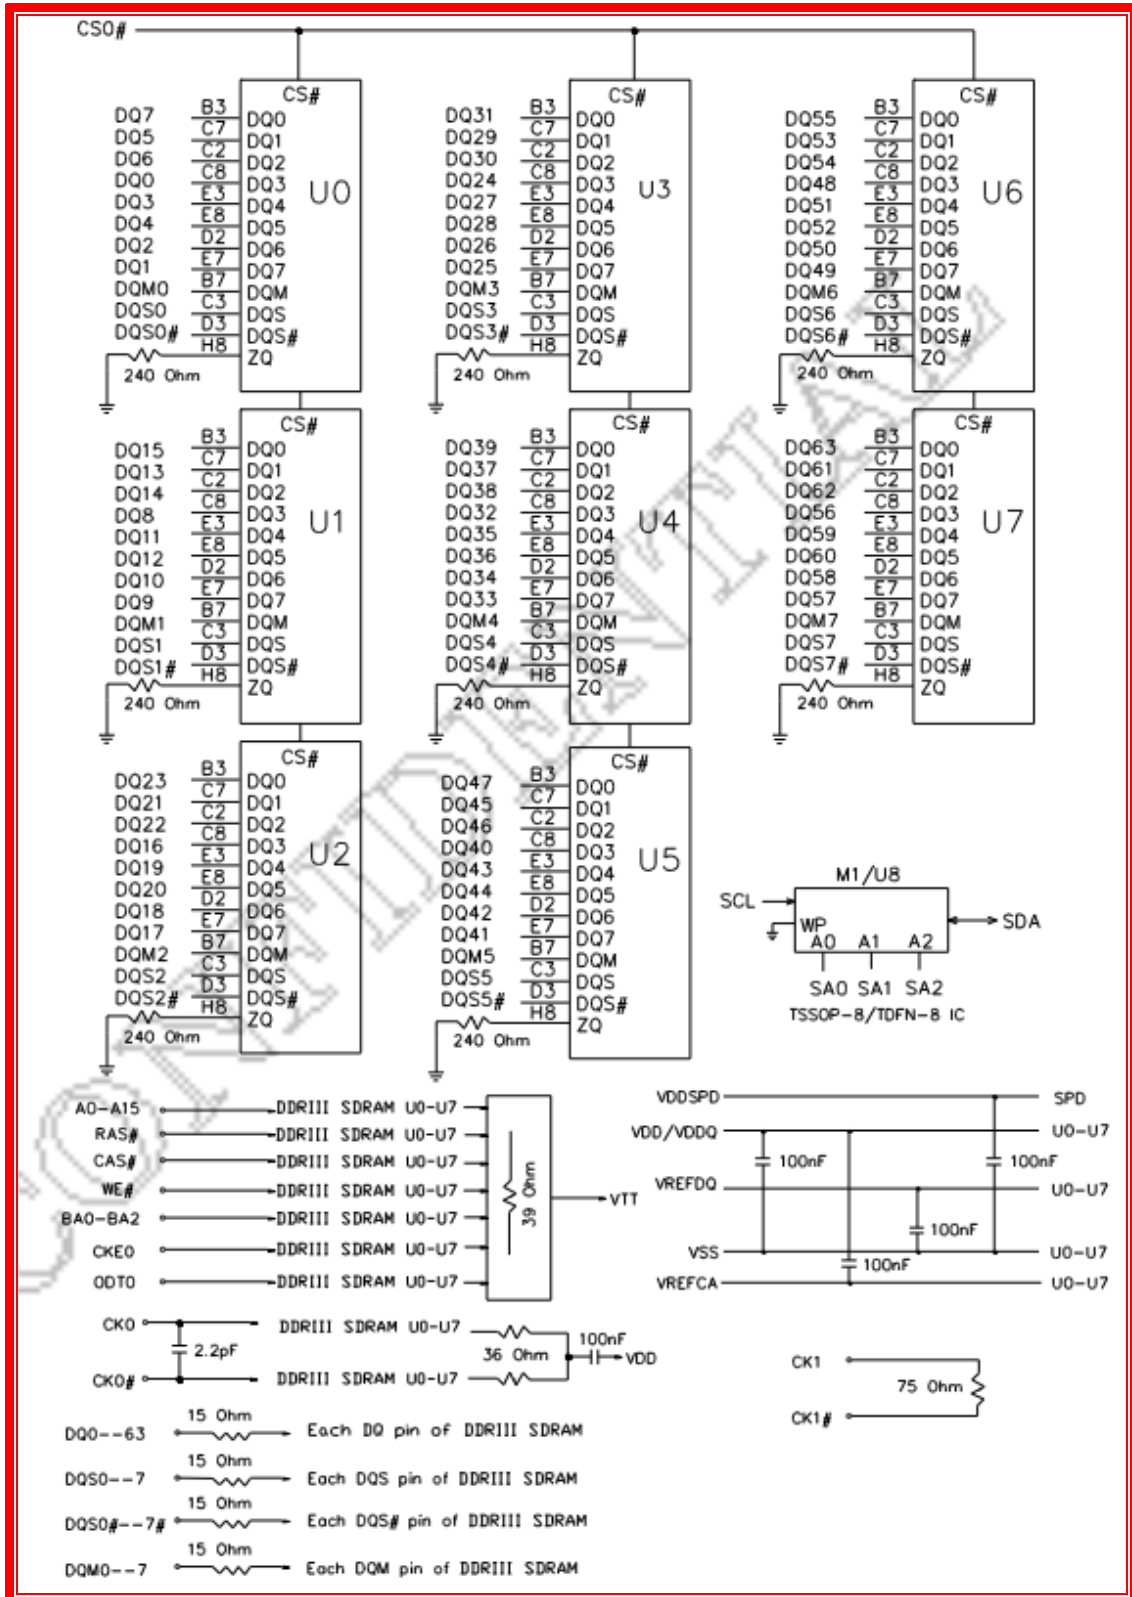 CS0#
CS#
U0
DQ7 B3 DQ0
DQ5 C7 DQ1
DQ6 C2 DQ2
DQ0 C8 DQ3
DQ3 E3 DQ4
DQ4 E8 DQ5
DQ2 D2 DQ6
DQ1 E7 DQ7
DQM0 B7 DQM
DQS0 C3 DQS
DQS0# D3 DQS#
H8 ZQ
240 Ohm
CS#
U3
DQ31 B3 DQ0
DQ29 C7 DQ1
DQ30 C2 DQ2
DQ24 C8 DQ3
DQ27 E3 DQ4
DQ28 E8 DQ5
DQ26 D2 DQ6
DQ25 E7 DQ7
DQM3 B7 DQM
DQS3 C3 DQS
DQS3# D3 DQS#
H8 ZQ
240 Ohm
CS#
U6
DQ55 B3 DQ0
DQ53 C7 DQ1
DQ54 C2 DQ2
DQ48 C8 DQ3
DQ51 E3 DQ4
DQ52 E8 DQ5
DQ50 D2 DQ6
DQ49 E7 DQ7
DQM6 B7 DQM
DQS6 C3 DQS
DQS6# D3 DQS#
H8 ZQ
240 Ohm
CS#
U1
DQ15 B3 DQ0
DQ13 C7 DQ1
DQ14 C2 DQ2
DQ8 C8 DQ3
DQ11 E3 DQ4
DQ12 E8 DQ5
DQ10 D2 DQ6
DQ9 E7 DQ7
DQM1 B7 DQM
DQS1 C3 DQS
DQS1# D3 DQS#
H8 ZQ
240 Ohm
CS#
U4
DQ39 B3 DQ0
DQ37 C7 DQ1
DQ38 C2 DQ2
DQ32 C8 DQ3
DQ35 E3 DQ4
DQ36 E8 DQ5
DQ34 D2 DQ6
DQ33 E7 DQ7
DQM4 B7 DQM
DQS4 C3 DQS
DQS4# D3 DQS#
H8 ZQ
240 Ohm
CS#
U7
DQ63 B3 DQ0
DQ61 C7 DQ1
DQ62 C2 DQ2
DQ56 C8 DQ3
DQ59 E3 DQ4
DQ60 E8 DQ5
DQ58 D2 DQ6
DQ57 E7 DQ7
DQM7 B7 DQM
DQS7 C3 DQS
DQS7# D3 DQS#
H8 ZQ
240 Ohm
CS#
U2
DQ23 B3 DQ0
DQ21 C7 DQ1
DQ22 C2 DQ2
DQ16 C8 DQ3
DQ19 E3 DQ4
DQ20 E8 DQ5
DQ18 D2 DQ6
DQ17 E7 DQ7
DQM2 B7 DQM
DQS2 C3 DQS
DQS2# D3 DQS#
H8 ZQ
240 Ohm
CS#
U5
DQ47 B3 DQ0
DQ45 C7 DQ1
DQ46 C2 DQ2
DQ40 C8 DQ3
DQ43 E3 DQ4
DQ44 E8 DQ5
DQ42 D2 DQ6
DQ41 E7 DQ7
DQM5 B7 DQM
DQS5 C3 DQS
DQS5# D3 DQS#
H8 ZQ
240 Ohm
M1/U8
SCL
WP
SDA
A0 A1 A2
SA0 SA1 SA2
TSSOP-8/TDFN-8 IC
CONFIDENTIAL
A0-A15 DDRIII SDRAM U0-U7
RAS# DDRIII SDRAM U0-U7
CAS# DDRIII SDRAM U0-U7
WE# DDRIII SDRAM U0-U7
BA0-BA2 DDRIII SDRAM U0-U7
CKE0 DDRIII SDRAM U0-U7
ODT0 DDRIII SDRAM U0-U7
39 Ohm
VTT
VDDSPD SPD
VDD/VDDQ U0-U7
100nF 100nF
VREFDQ U0-U7
100nF
VSS U0-U7
100nF
VREFCA U0-U7
CK0 DDRIII SDRAM U0-U7
2.2pF
36 Ohm
100nF
VDD
CK0# DDRIII SDRAM U0-U7
CK1
75 Ohm
CK1#
15 Ohm
DQ0--63 Each DQ pin of DDRIII SDRAM
15 Ohm
DQS0--7 Each DQS pin of DDRIII SDRAM
15 Ohm
DQS0#--7# Each DQS# pin of DDRIII SDRAM
15 Ohm
DQM0--7 Each DQM pin of DDRIII SDRAM